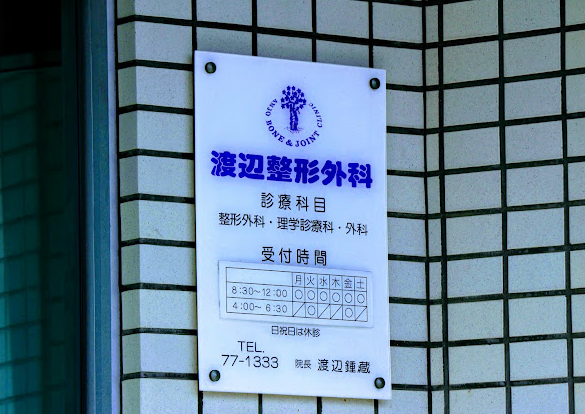 ANJO BONE & JOINT CLINIC
渡辺整形外科
診療科目
整形外科・理学診療科・外科
受付時間
月 火 水 木 金 土
8:30〜12:00 ○ ○ ○ ○ ○ ○
4:00〜6:30 ╱ ○ ╱ ╱ ○ ╱
日祝日は休診
TEL.
77-1333 院長 渡辺鍾蔵